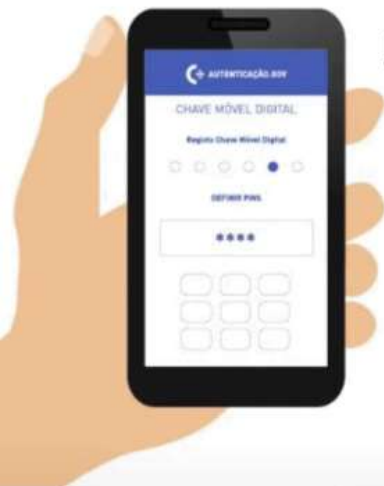 AUTENTICAÇÃO.GOV
CHAVE MÓVEL DIGITAL
Registo Chave Móvel Digital
DEFINIR PINS
****